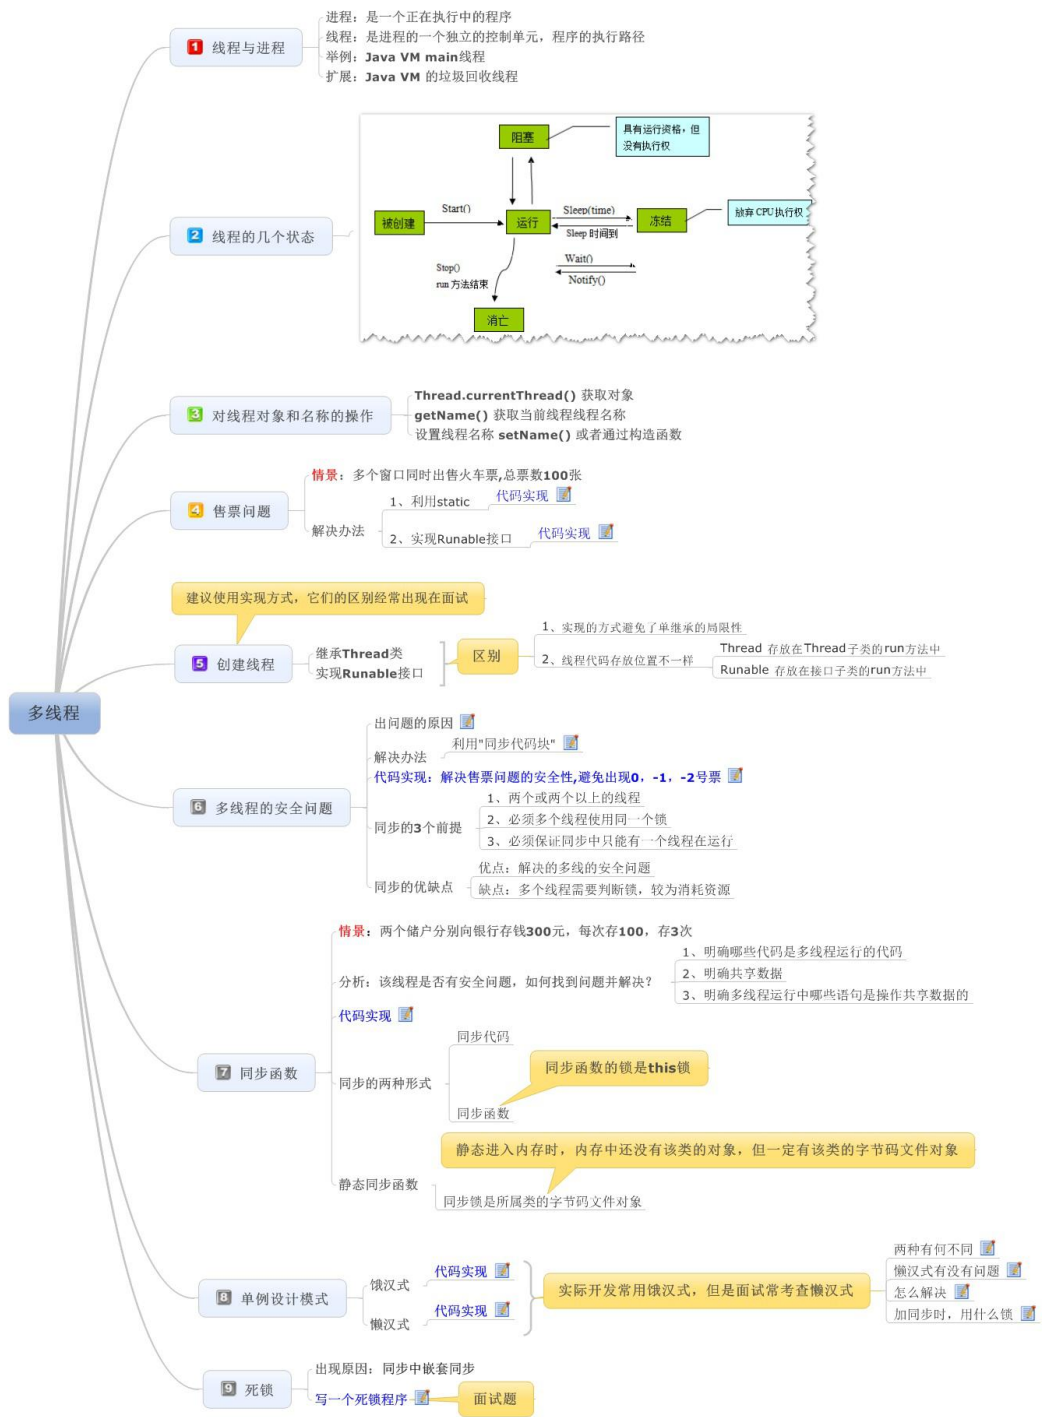 多线程
1 线程与进程
进程：是一个正在执行中的程序
线程：是进程的一个独立的控制单元，程序的执行路径
举例：Java VM main线程
扩展：Java VM 的垃圾回收线程
2 线程的几个状态
阻塞
具有运行资格，但
没有执行权
被创建
Start()
运行
Sleep(time)
Sleep 时间到
冻结
放弃 CPU执行权
Wait()
Notify()
Stop()
run 方法结束
消亡
3 对线程对象和名称的操作
Thread.currentThread() 获取对象
getName() 获取当前线程线程名称
设置线程名称 setName() 或者通过构造函数
4 售票问题
情景：多个窗口同时出售火车票,总票数100张
解决办法
1、利用static
代码实现
2、实现Runable接口
代码实现
建议使用实现方式，它们的区别经常出现在面试
5 创建线程
继承Thread类
实现Runable接口
区别
1、实现的方式避免了单继承的局限性
2、线程代码存放位置不一样
Thread 存放在Thread子类的run方法中
Runable 存放在接口子类的run方法中
6 多线程的安全问题
出问题的原因
解决办法
利用"同步代码块"
代码实现：解决售票问题的安全性,避免出现0，-1，-2号票
同步的3个前提
1、两个或两个以上的线程
2、必须多个线程使用同一个锁
3、必须保证同步中只能有一个线程在运行
同步的优缺点
优点：解决的多线的安全问题
缺点：多个线程需要判断锁，较为消耗资源
7 同步函数
情景：两个储户分别向银行存钱300元，每次存100，存3次
分析：该线程是否有安全问题，如何找到问题并解决？
1、明确哪些代码是多线程运行的代码
2、明确共享数据
3、明确多线程运行中哪些语句是操作共享数据的
代码实现
同步的两种形式
同步代码
同步函数的锁是this锁
同步函数
静态进入内存时，内存中还没有该类的对象，但一定有该类的字节码文件对象
静态同步函数
同步锁是所属类的字节码文件对象
8 单例设计模式
饿汉式
代码实现
懒汉式
代码实现
实际开发常用饿汉式，但是面试常考查懒汉式
两种有何不同
懒汉式有没有问题
怎么解决
加同步时，用什么锁
9 死锁
出现原因：同步中嵌套同步
写一个死锁程序
面试题